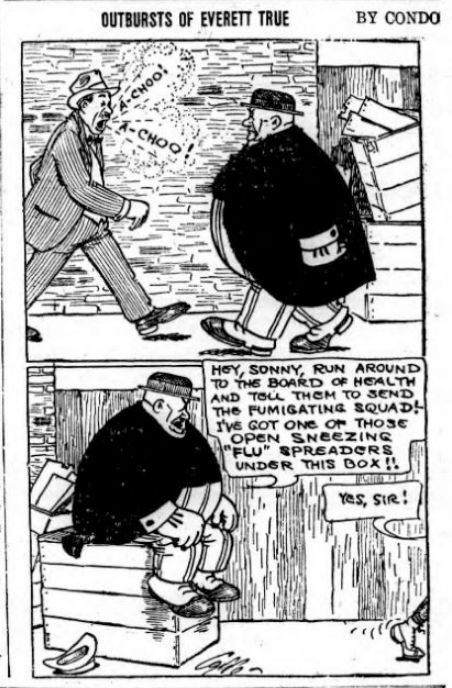 OUTBURSTS OF EVERETT TRUE BY CONDO
A-CHOO!
A-CHOO!
HEY, SONNY, RUN AROUND
TO THE BOARD OF HEALTH
AND TELL THEM TO SEND
THE FUMIGATING SQUAD!-
I'VE GOT ONE OF THOSE
OPEN SNEEZING
"FLU" SPREADERS
UNDER THIS BOX!!
YES, SIR!